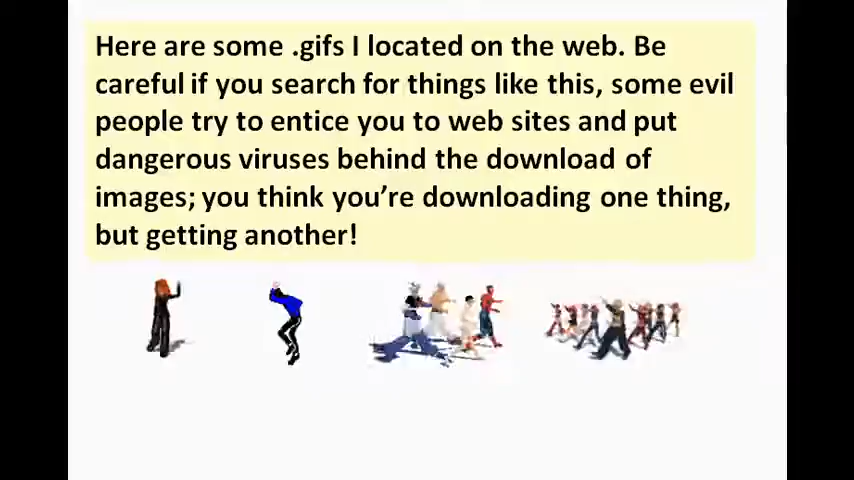 Here are some .gifs I located on the web. Be
careful if you search for things like this, some evil
people try to entice you to web sites and put
dangerous viruses behind the download of
images; you think you’re downloading one thing,
but getting another!